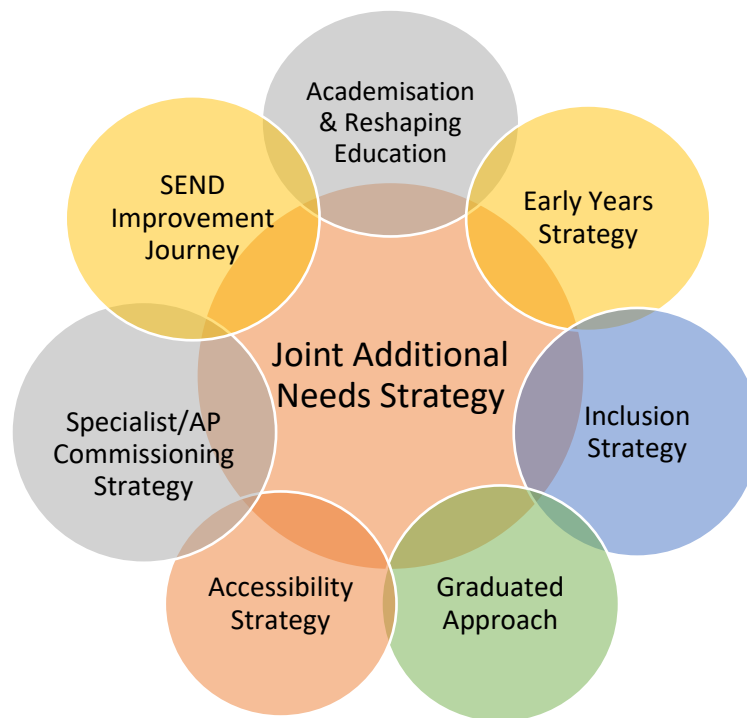 Academisation
& Reshaping
Education
SEND
Improvement
Journey
Early Years
Strategy
Joint Additional
Needs Strategy
Specialist/AP
Commissioning
Strategy
Inclusion
Strategy
Accessibility
Strategy
Graduated
Approach